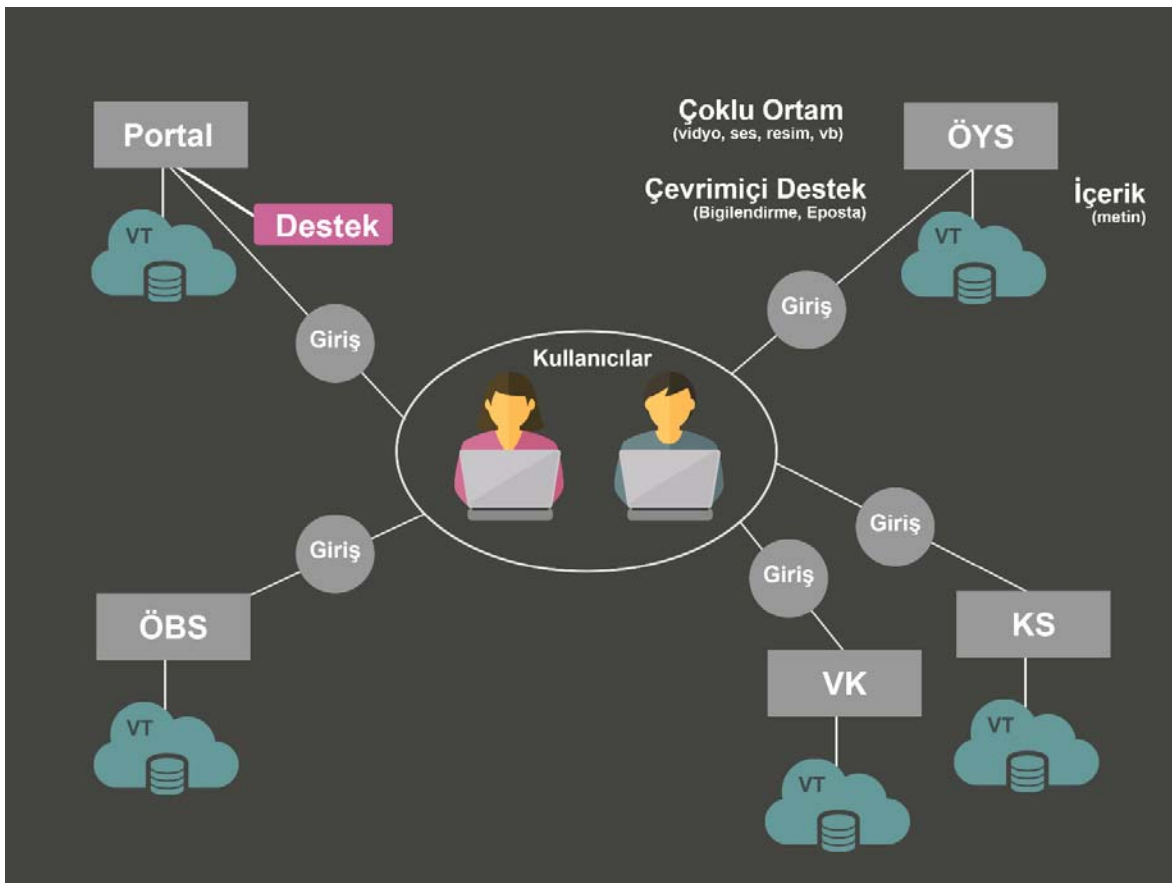 Portal
VT
Destek
Giriş
Çoklu Ortam
(vidyo, ses, resim, vb)
Çevrimiçi Destek
(Bigilendirme, Eposta)
ÖYS
VT
İçerik
(metin)
Giriş
Kullanıcılar
Giriş
ÖBS
VT
Giriş
VK
VT
Giriş
KS
VT